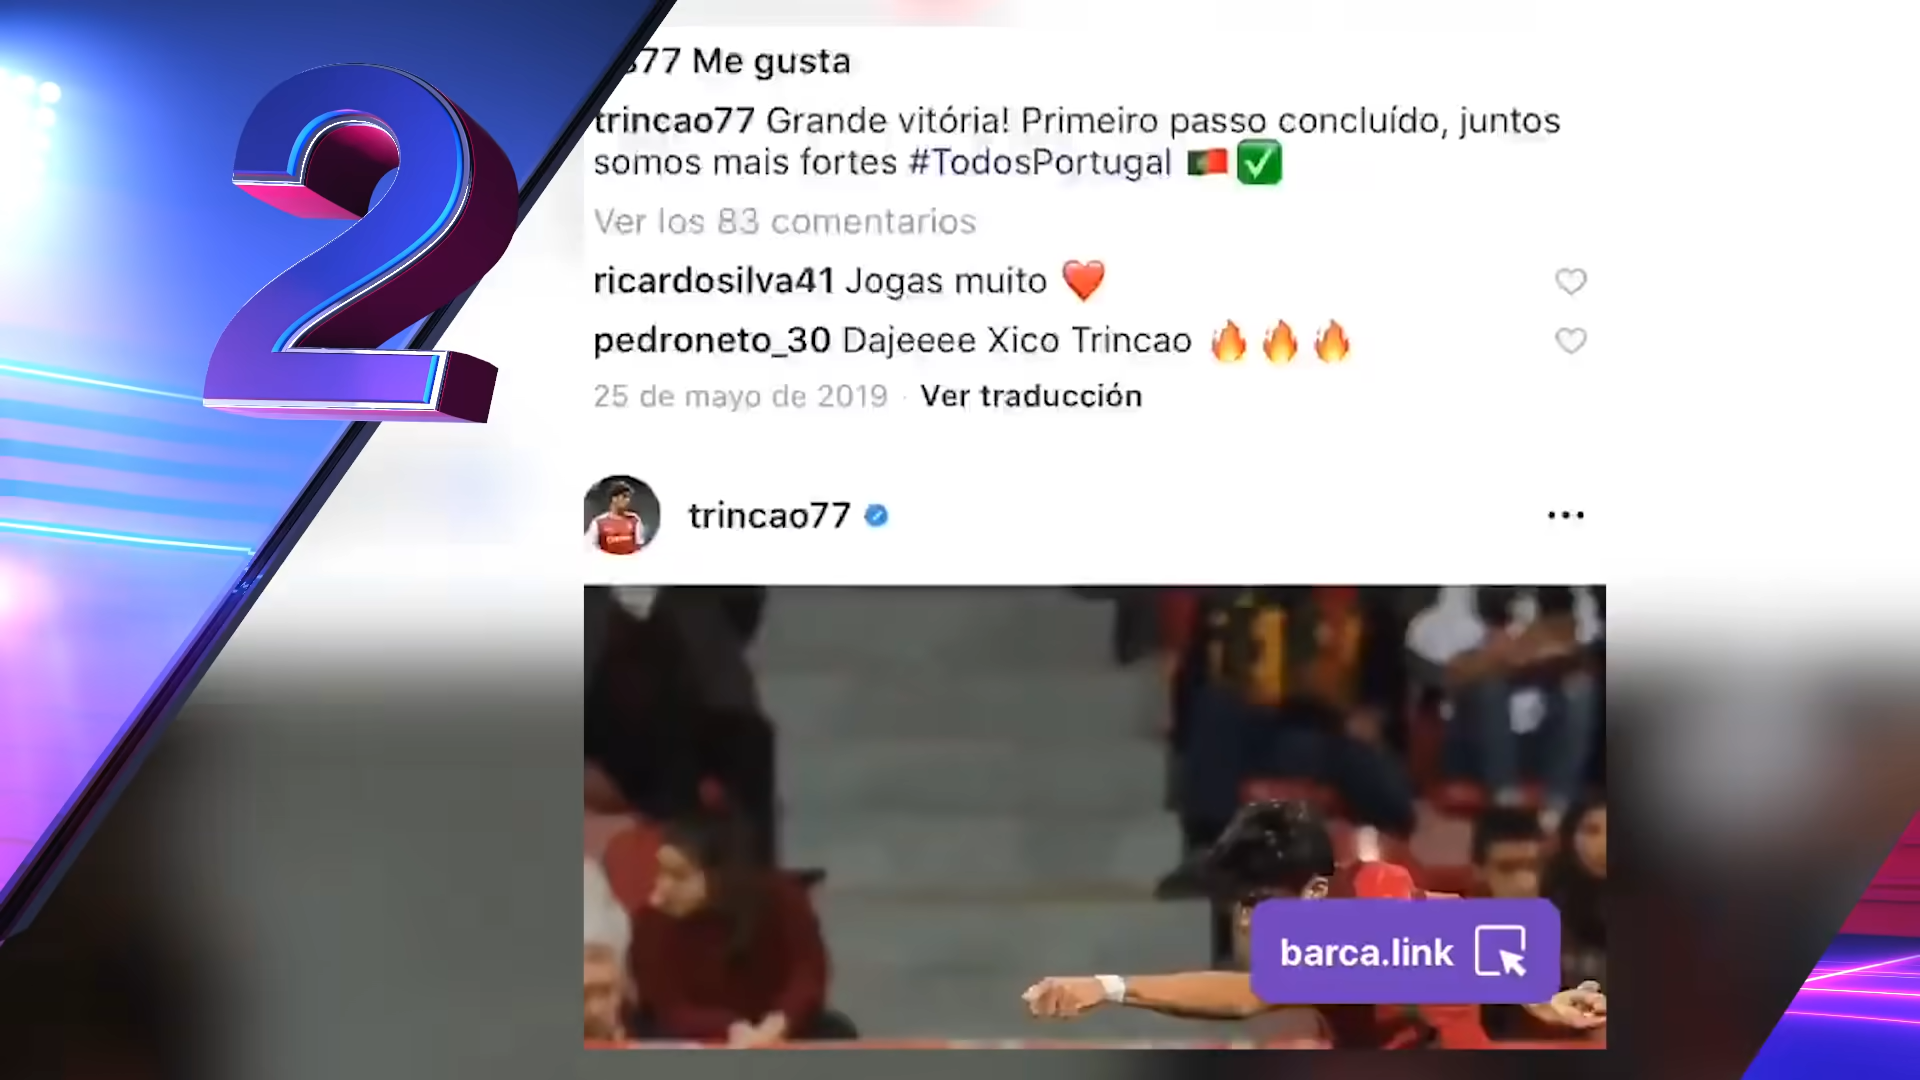 2
77 Me gusta
trincao77 Grande vitória! Primeiro passo concluído, juntos
somos mais fortes #TodosPortugal 🇵🇹 ✅
Ver los 83 comentarios
ricardosilva41 Jogas muito ❤️
pedroneto_30 Dajeeee Xico Trincao 🔥 🔥 🔥
25 de mayo de 2019 · Ver traducción
trincao77
barca.link